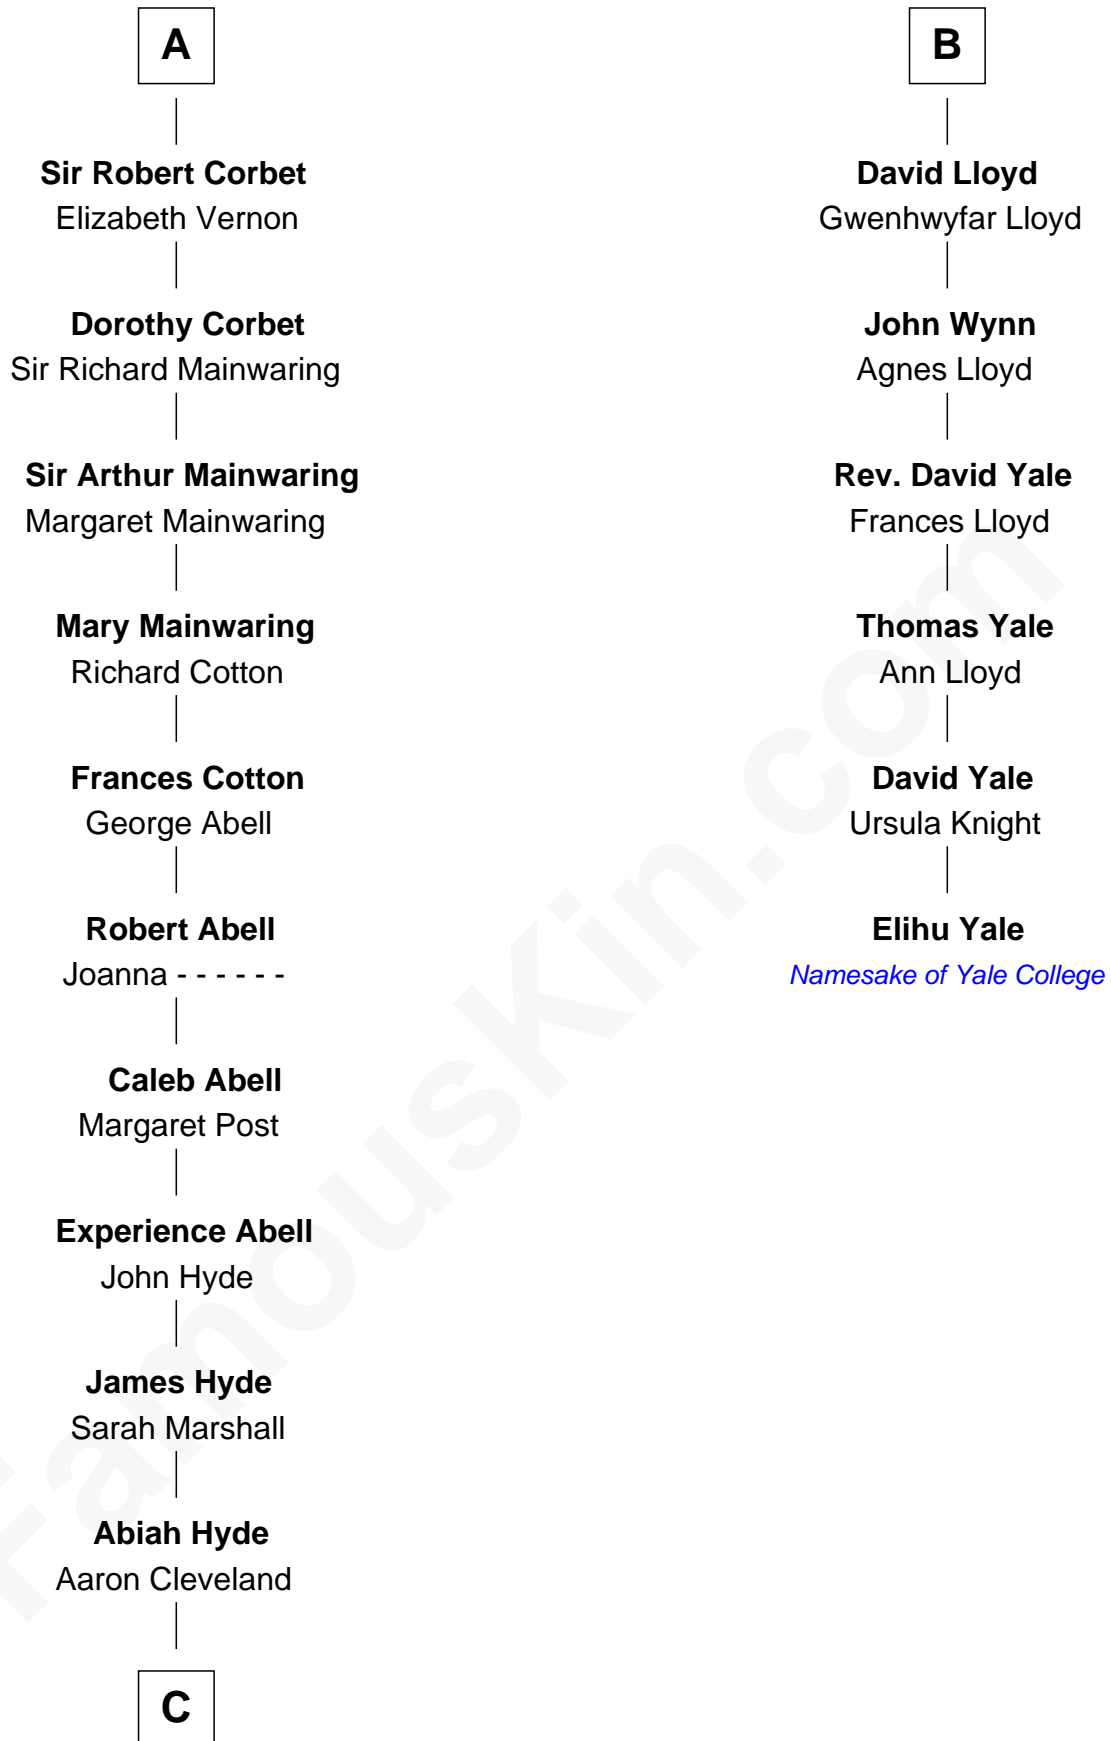 A
Sir Robert Corbet
Elizabeth Vernon
Dorothy Corbet
Sir Richard Mainwaring
Sir Arthur Mainwaring
Margaret Mainwaring
Mary Mainwaring
Richard Cotton
Frances Cotton
George Abell
Robert Abell
Joanna - - - - - -
Caleb Abell
Margaret Post
Experience Abell
John Hyde
James Hyde
Sarah Marshall
Abiah Hyde
Aaron Cleveland
C
B
David Lloyd
Gwenhwyfar Lloyd
John Wynn
Agnes Lloyd
Rev. David Yale
Frances Lloyd
Thomas Yale
Ann Lloyd
David Yale
Ursula Knight
Elihu Yale
Namesake of Yale College
FamousKin.com